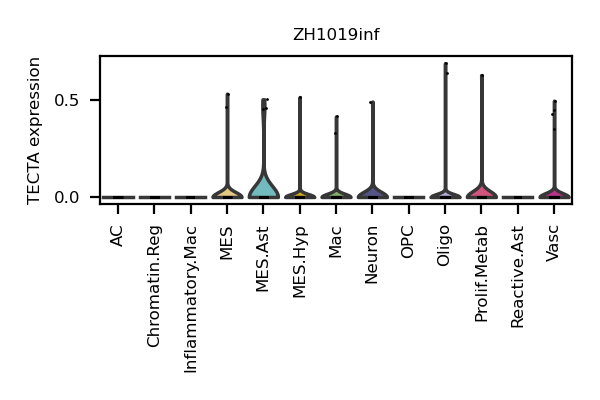 ZH1019inf
TECTA expression
0.5
0.0
AC
Chromatin.Reg
Inflammatory.Mac
MES
MES.Ast
MES.Hyp
Mac
Neuron
OPC
Oligo
Prolif.Metab
Reactive.Ast
Vasc